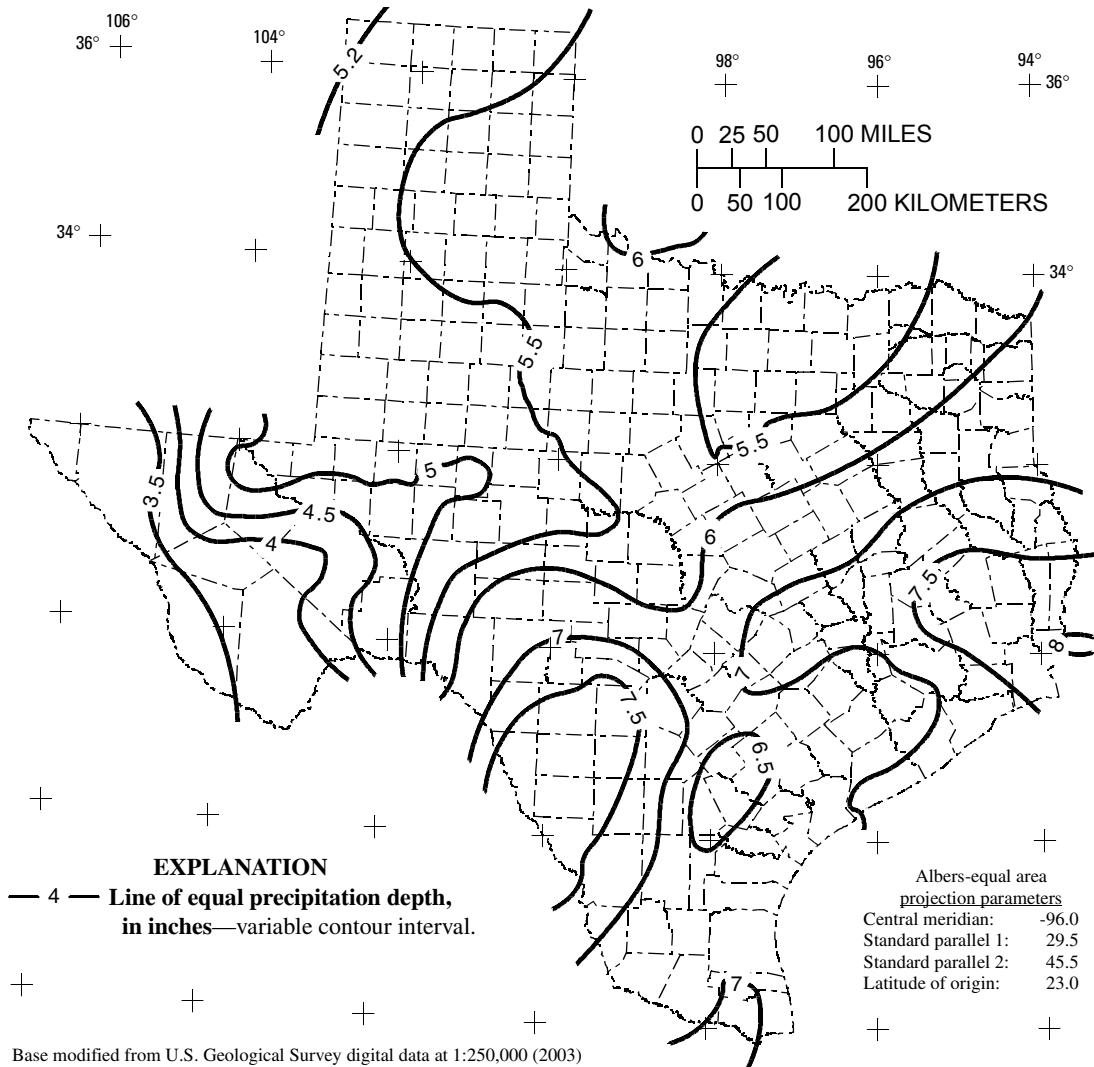 106°
36°
104°
98°
96°
94°
36°
5.2
0 25 50 100 MILES
0 50 100 200 KILOMETERS
34°
6
34°
5.5
5.5
5
3.5
4.5
4
6
7.5
7
8
7
7.5
6.5
EXPLANATION
4 Line of equal precipitation depth,
in inches—variable contour interval.
Albers-equal area
projection parameters
Central meridian: -96.0
Standard parallel 1: 29.5
Standard parallel 2: 45.5
Latitude of origin: 23.0
7
Base modified from U.S. Geological Survey digital data at 1:250,000 (2003)